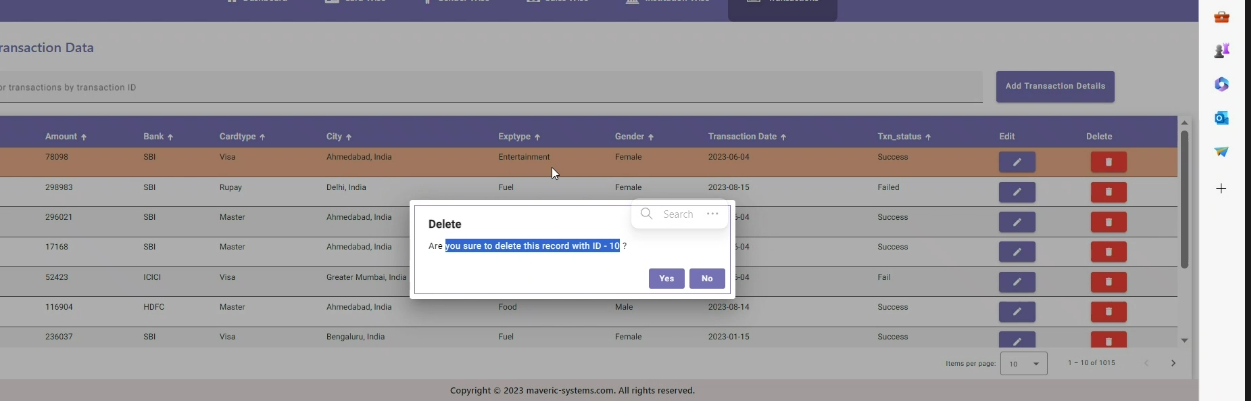 Transaction Data
or transactions by transaction ID
Add Transaction Details
Amount Bank Cardtype City Exptype Gender Transaction Date Txn_status Edit Delete
78098 SBI Visa Ahmedabad, India Entertainment Female 2023-06-04 Success
298983 SBI Rupay Delhi, India Fuel Female 2023-08-15 Failed
296021 SBI Master Ahmedabad, India 5-04 Success
17168 SBI Master Ahmedabad, India 5-04 Success
52423 ICICI Visa Greater Mumbai, India 5-04 Fail
116904 HDFC Master Ahmedabad, India Food Male 2023-08-14 Success
236037 SBI Visa Bengaluru, India Fuel Female 2023-01-15 Success
Search ...
Delete
Are you sure to delete this record with ID - 10 ?
Yes No
Items per page: 10 1 – 10 of 1015
Copyright © 2023 maveric-systems.com. All rights reserved.